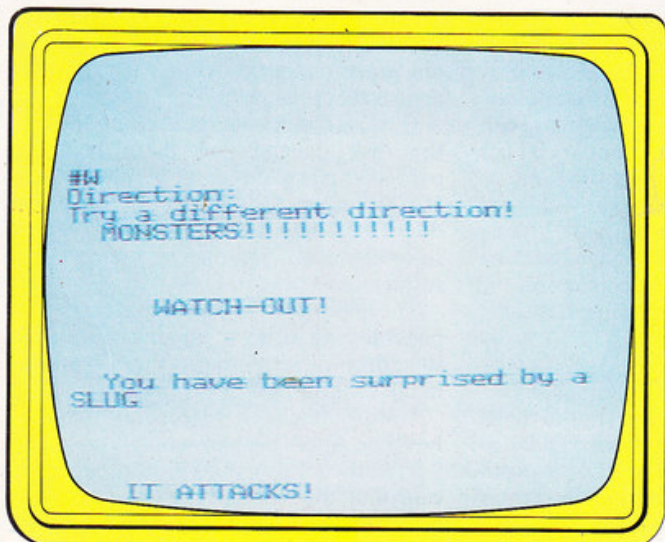 #W
Direction:
Try a different direction!
MONSTERS!!!!!!!!!!!
WATCH-OUT!
You have been surprised by a
SLUG
IT ATTACKS!